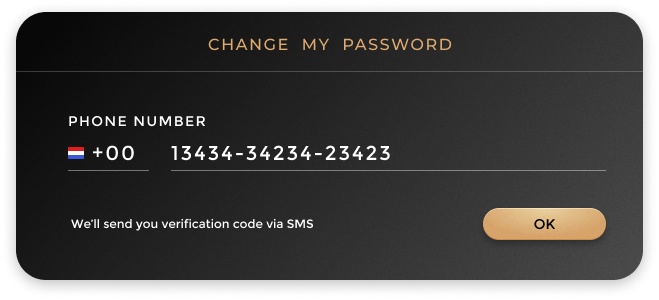 CHANGE MY PASSWORD
PHONE NUMBER
+00 13434-34234-23423
We'll send you verification code via SMS OK